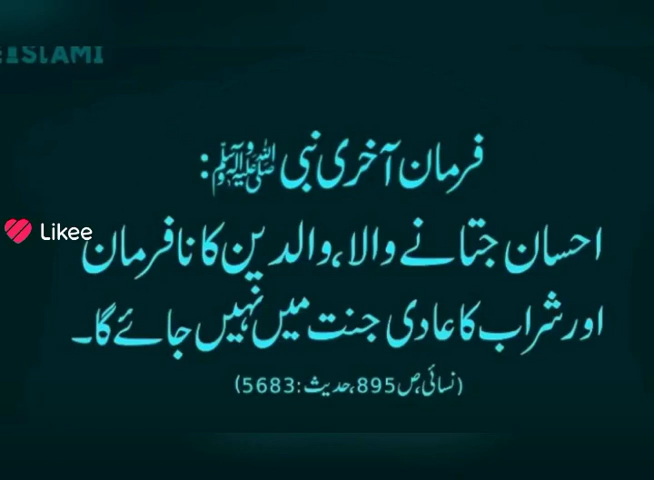 ISLAMI
فرمان آخری نبی ﷺ:
Likee
احسان جتانے والا، والدین کا نافرمان
اور شراب کا عادی جنت میں نہیں جائے گا۔
(نسائی، ص895، حدیث:5683)